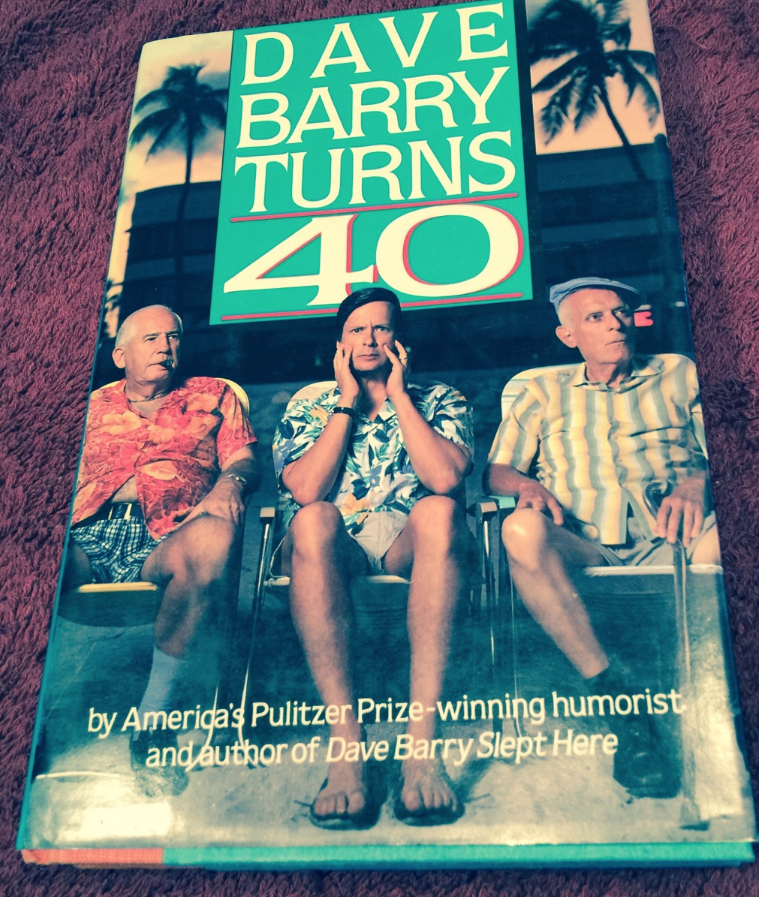 DAVE
BARRY
TURNS
40
by America's Pulitzer Prize-winning humorist
and author of Dave Barry Slept Here